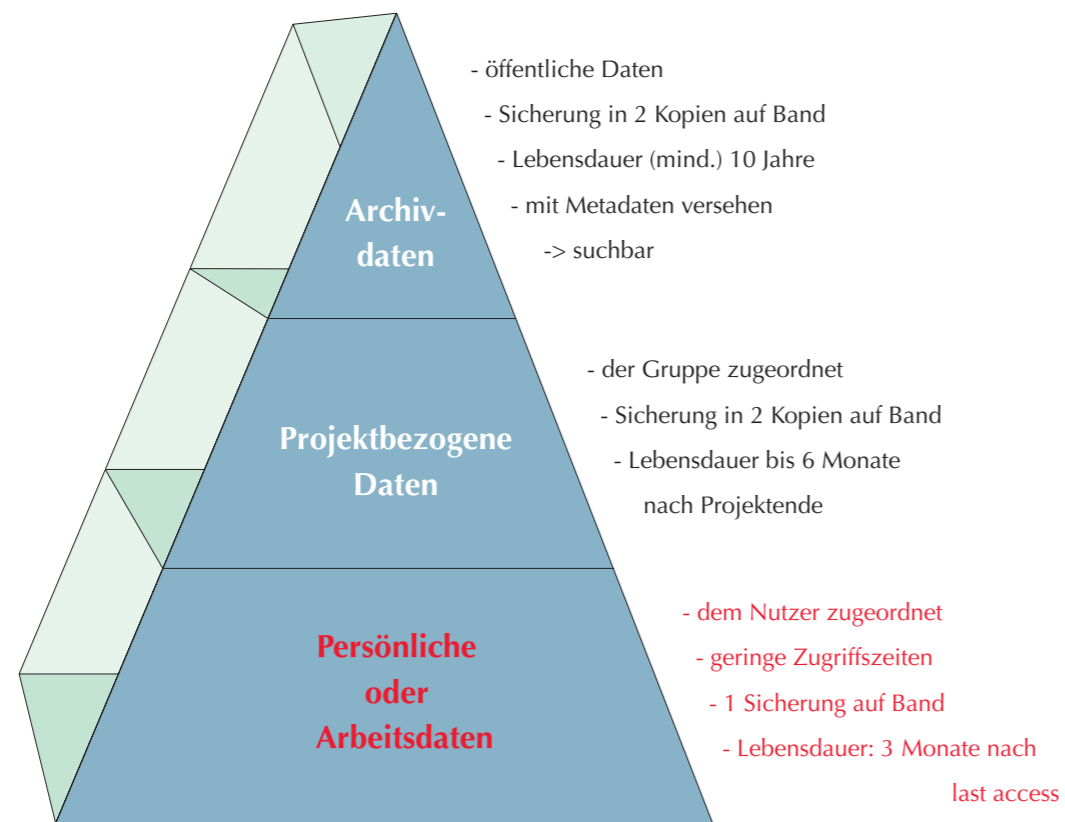 - öffentliche Daten
- Sicherung in 2 Kopien auf Band
- Lebensdauer (mind.) 10 Jahre
- mit Metadaten versehen
-> suchbar
Archiv-
daten
- der Gruppe zugeordnet
- Sicherung in 2 Kopien auf Band
- Lebensdauer bis 6 Monate
nach Projektende
Projektbezogene
Daten
- dem Nutzer zugeordnet
- geringe Zugriffszeiten
- 1 Sicherung auf Band
- Lebensdauer: 3 Monate nach
last access
Persönliche
oder
Arbeitsdaten